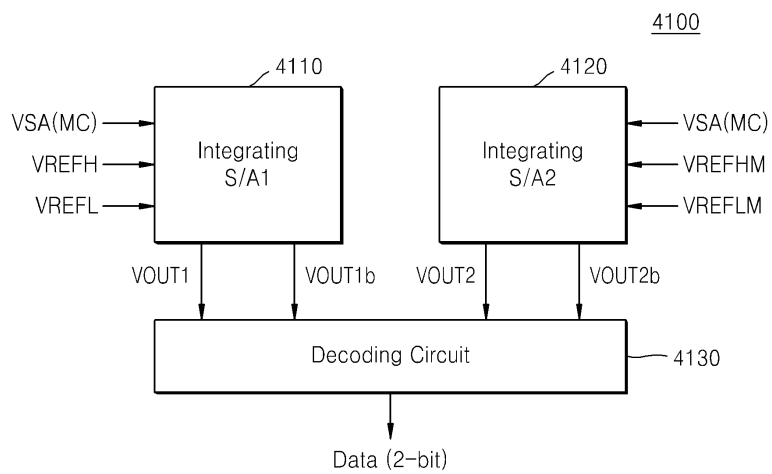 4100
4110
4120
VSA(MC)
VREFH
VREFL
Integrating
S/A1
Integrating
S/A2
VSA(MC)
VREFHM
VREFLM
VOUT1
VOUT1b
VOUT2
VOUT2b
Decoding Circuit
4130
Data (2-bit)